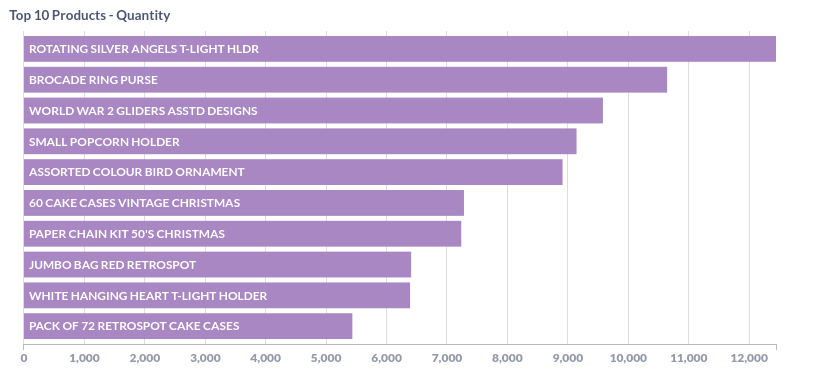 Top 10 Products - Quantity
ROTATING SILVER ANGELS T-LIGHT HLDR
BROCADE RING PURSE
WORLD WAR 2 GLIDERS ASSTD DESIGNS
SMALL POPCORN HOLDER
ASSORTED COLOUR BIRD ORNAMENT
60 CAKE CASES VINTAGE CHRISTMAS
PAPER CHAIN KIT 50'S CHRISTMAS
JUMBO BAG RED RETROSPOT
WHITE HANGING HEART T-LIGHT HOLDER
PACK OF 72 RETROSPOT CAKE CASES
0 1,000 2,000 3,000 4,000 5,000 6,000 7,000 8,000 9,000 10,000 11,000 12,000